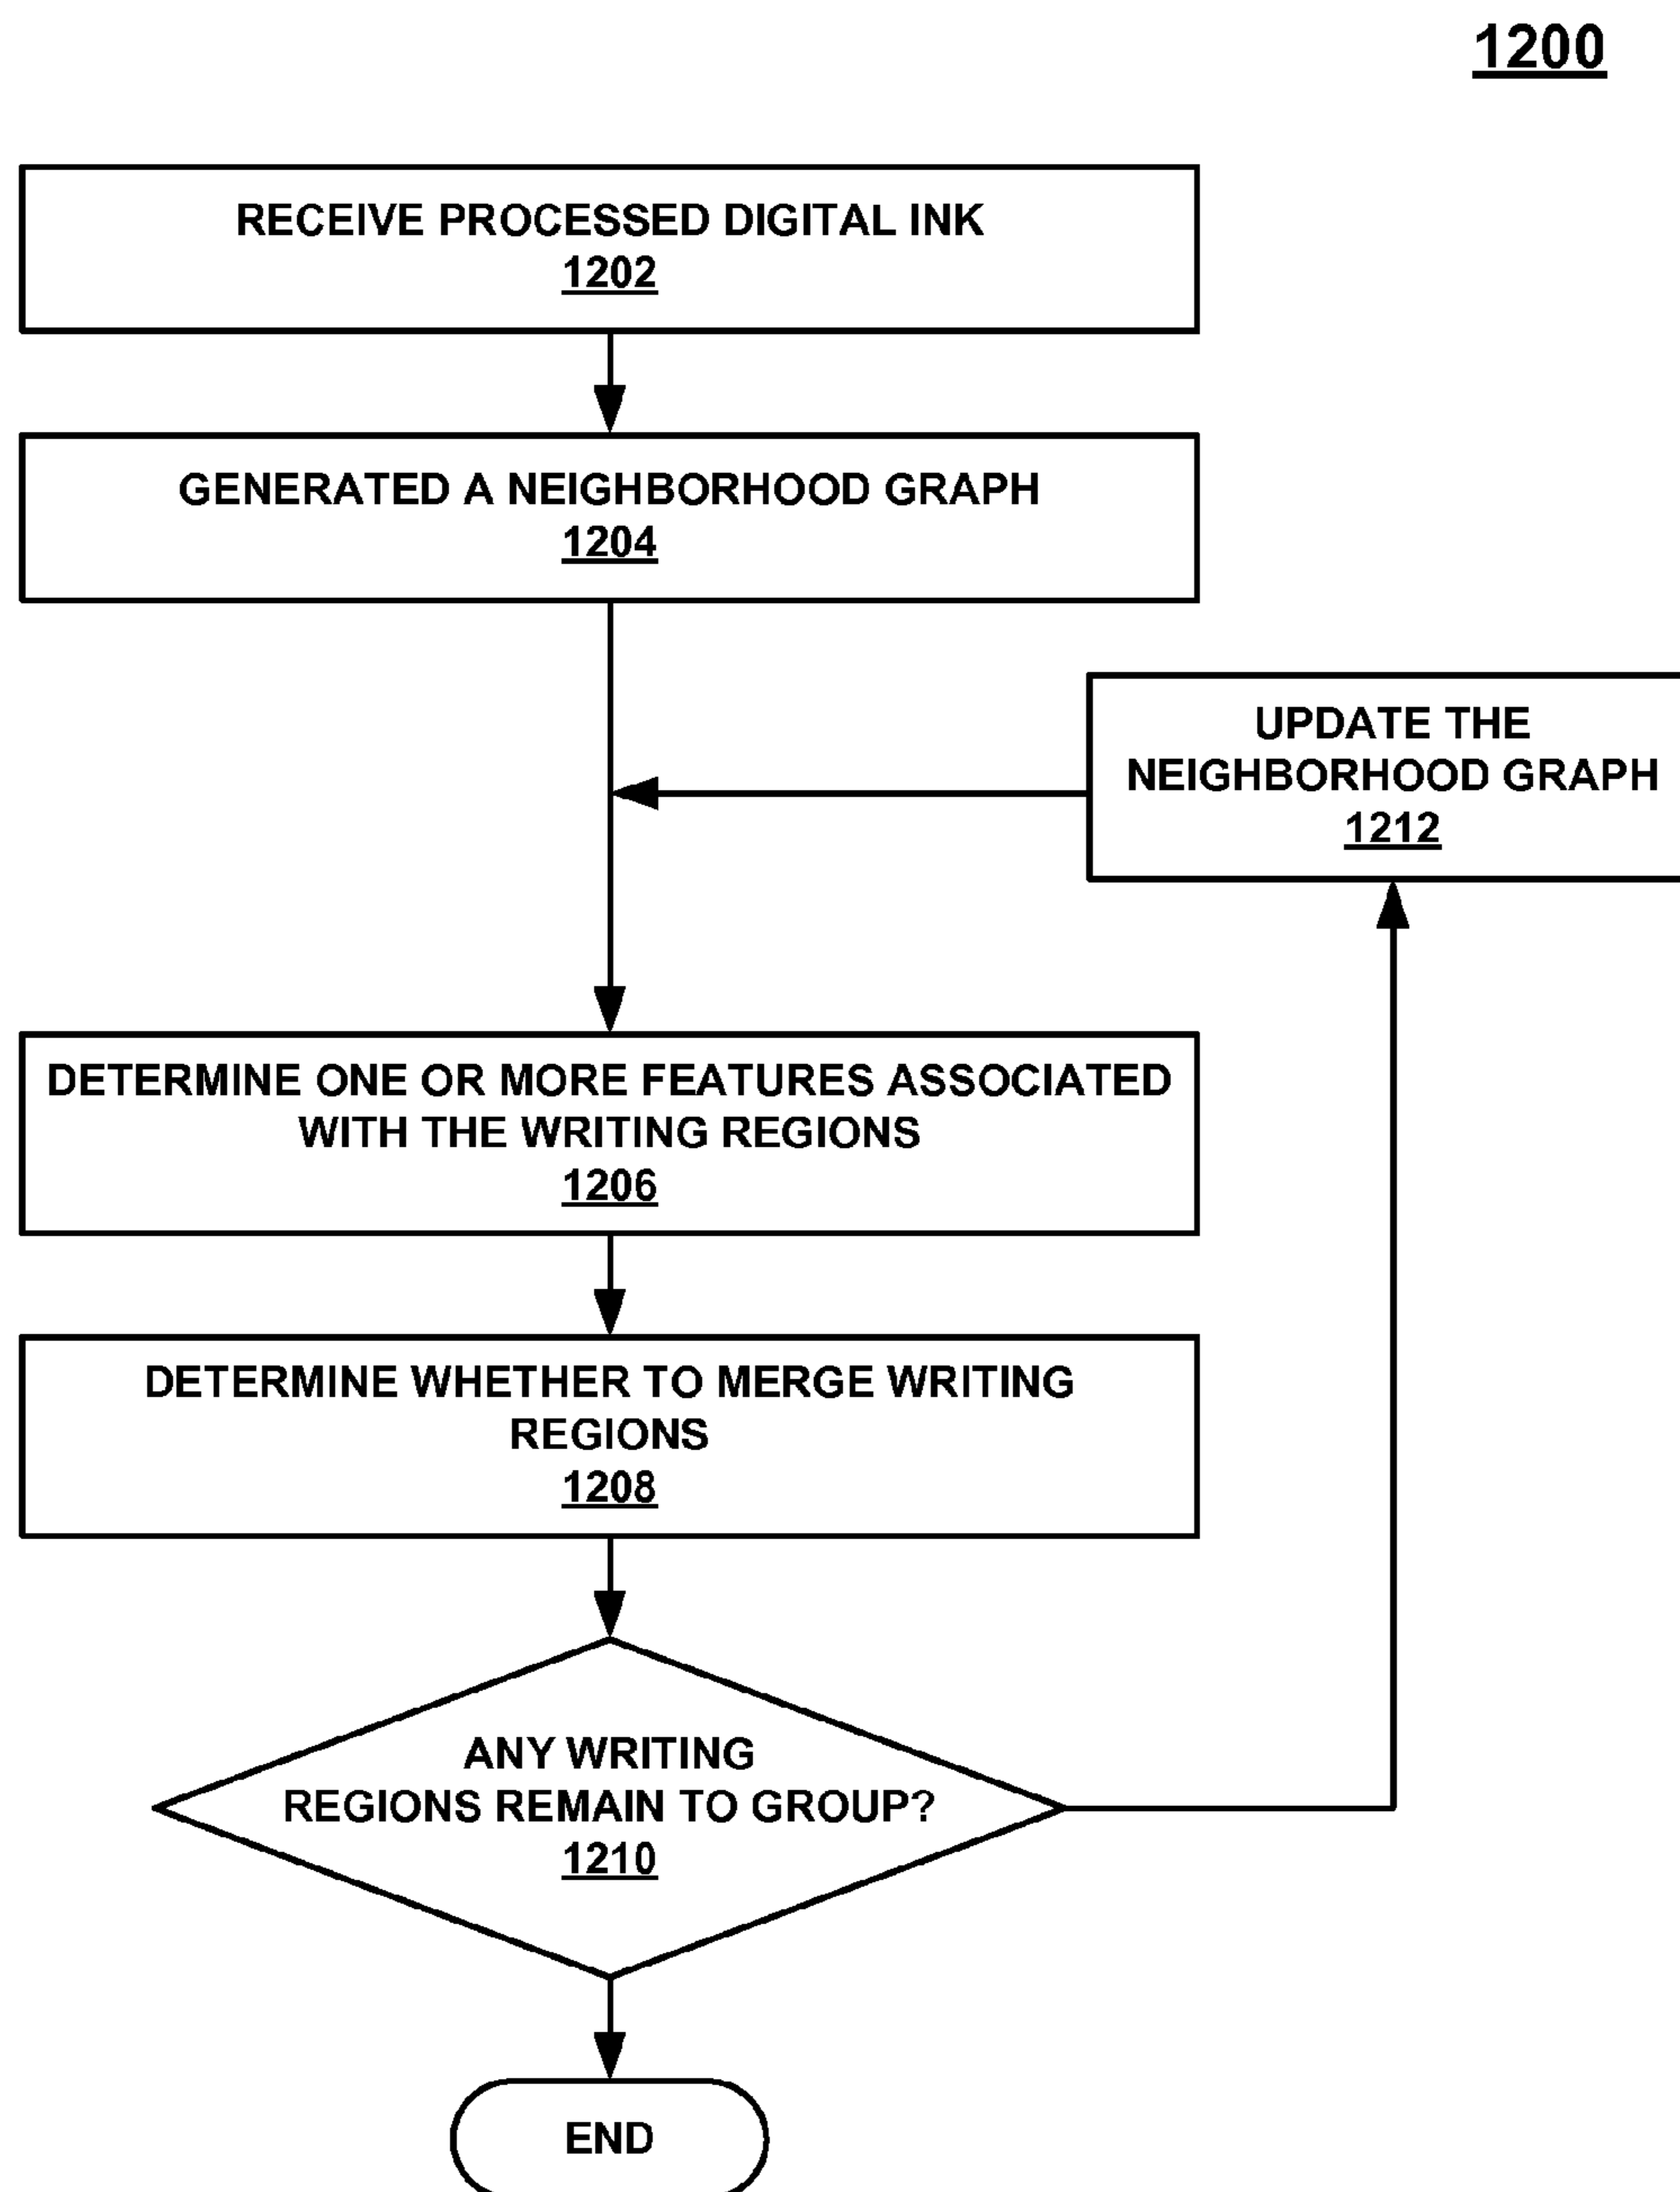 1200
RECEIVE PROCESSED DIGITAL INK
1202
GENERATED A NEIGHBORHOOD GRAPH
1204
UPDATE THE
NEIGHBORHOOD GRAPH
1212
DETERMINE ONE OR MORE FEATURES ASSOCIATED
WITH THE WRITING REGIONS
1206
DETERMINE WHETHER TO MERGE WRITING
REGIONS
1208
ANY WRITING
REGIONS REMAIN TO GROUP?
1210
END